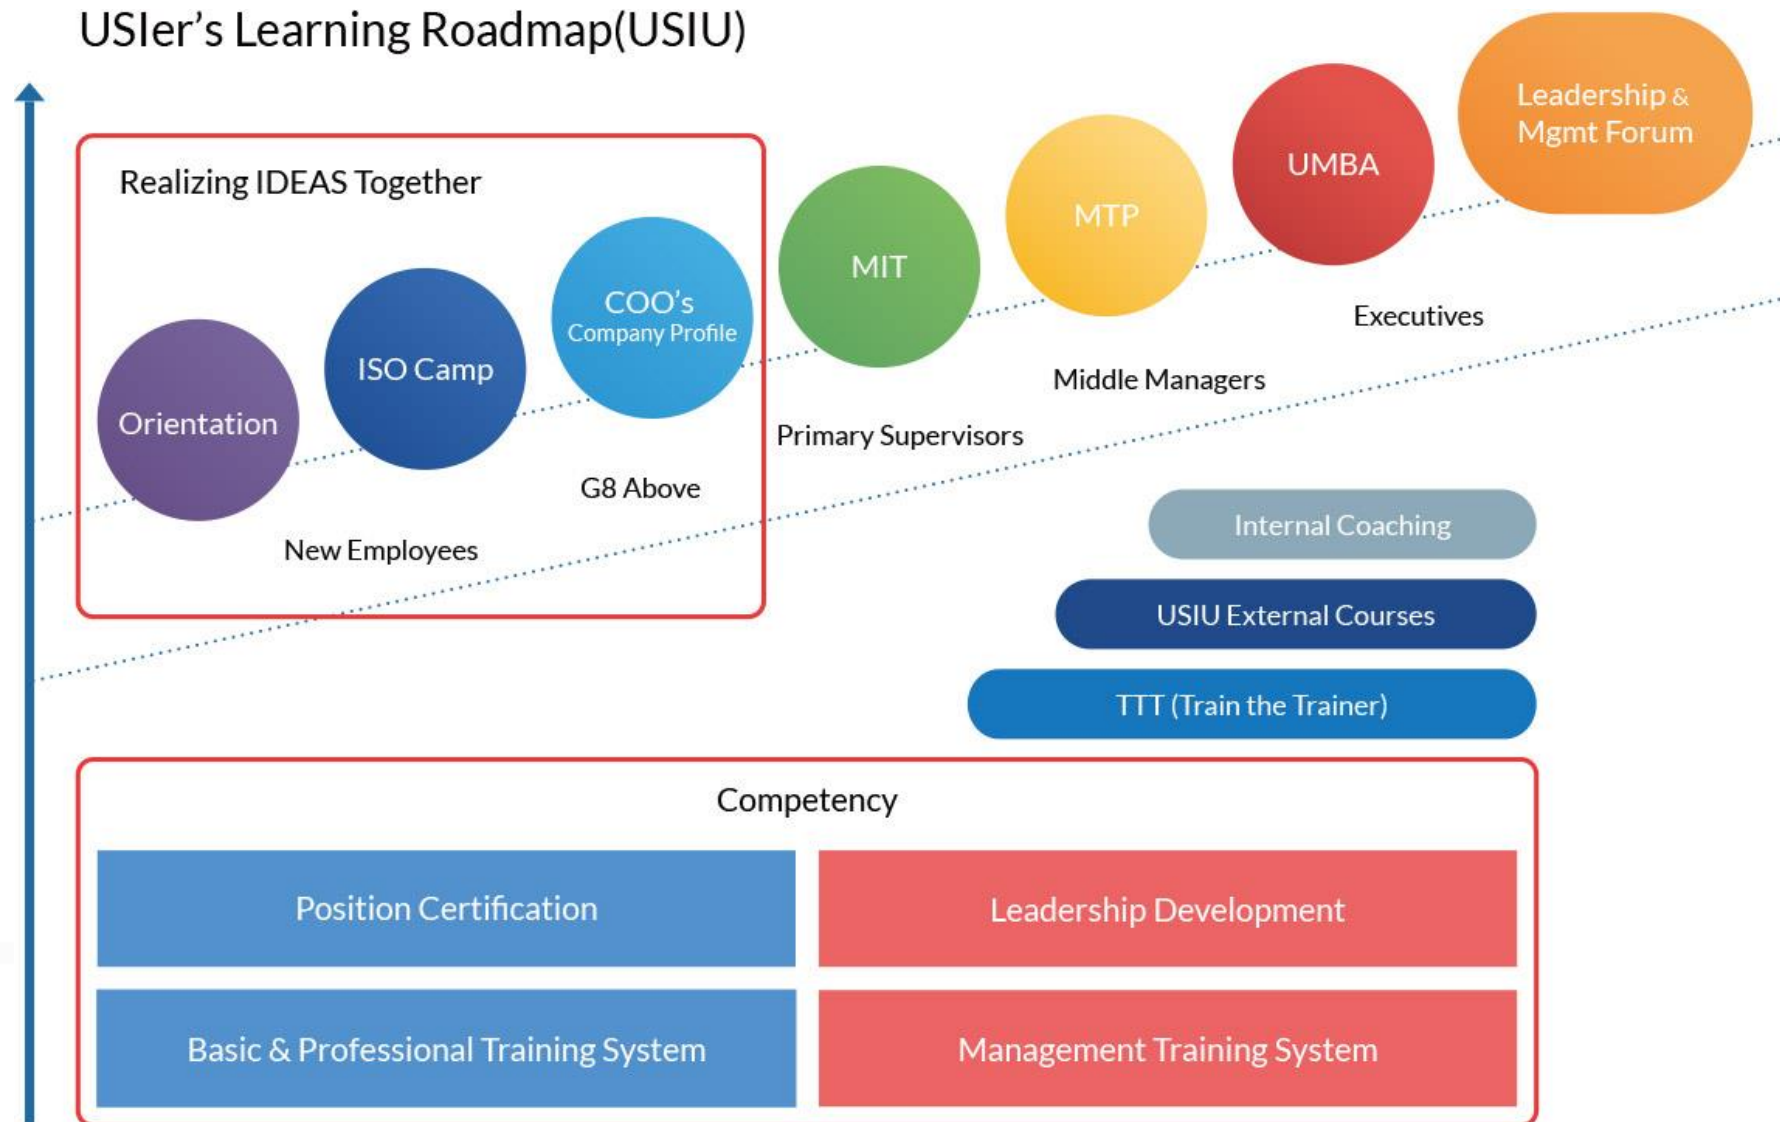 USIer’s Learning Roadmap(USIU)
Realizing IDEAS Together
Orientation
ISO Camp
COO’s
Company Profile
MIT
MTP
UMBA
Leadership &
Mgmt Forum
New Employees
G8 Above
Primary Supervisors
Middle Managers
Executives
Internal Coaching
USIU External Courses
TTT (Train the Trainer)
Competency
Position Certification
Leadership Development
Basic & Professional Training System
Management Training System